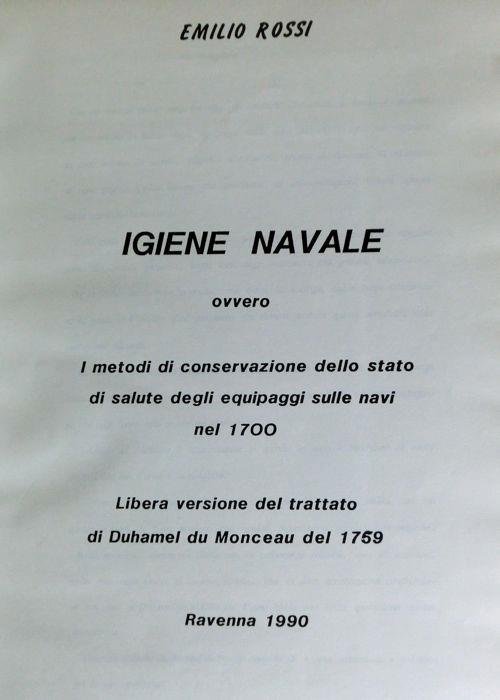 EMILIO ROSSI
IGIENE NAVALE
ovvero
I metodi di conservazione dello stato
di salute degli equipaggi sulle navi
nel 1700
Libera versione del trattato
di Duhamel du Monceau del 1759
Ravenna 1990